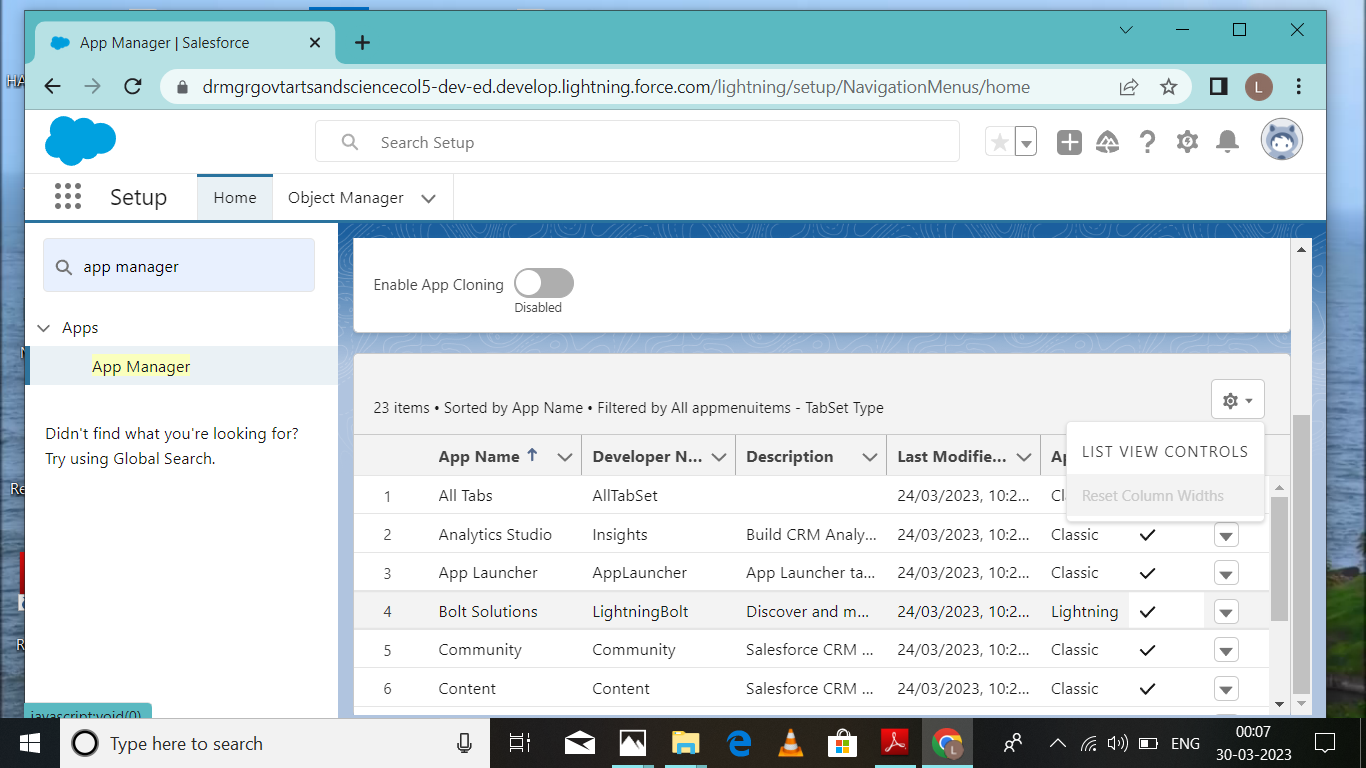 HA
App Manager | Salesforce
drmgrgovtartsandsciencecol5-dev-ed.develop.lightning.force.com/lightning/setup/NavigationMenus/home
L
Search Setup
Setup
Home
Object Manager
app manager
Apps
App Manager
Didn't find what you're looking for?
Try using Global Search.
Enable App Cloning
Disabled
23 items • Sorted by App Name • Filtered by All appmenuitems - TabSet Type
LIST VIEW CONTROLS
Reset Column Widths
App Name Developer N... Description Last Modifie... Ap
1 All Tabs AllTabSet 24/03/2023, 10:2... Cl
2 Analytics Studio Insights Build CRM Analy... 24/03/2023, 10:2... Classic
3 App Launcher AppLauncher App Launcher ta... 24/03/2023, 10:2... Classic
4 Bolt Solutions LightningBolt Discover and m... 24/03/2023, 10:2... Lightning
5 Community Community Salesforce CRM ... 24/03/2023, 10:2... Classic
6 Content Content Salesforce CRM ... 24/03/2023, 10:2... Classic
Re
R
javascript:void(0)
Type here to search
L
ENG
00:07
30-03-2023